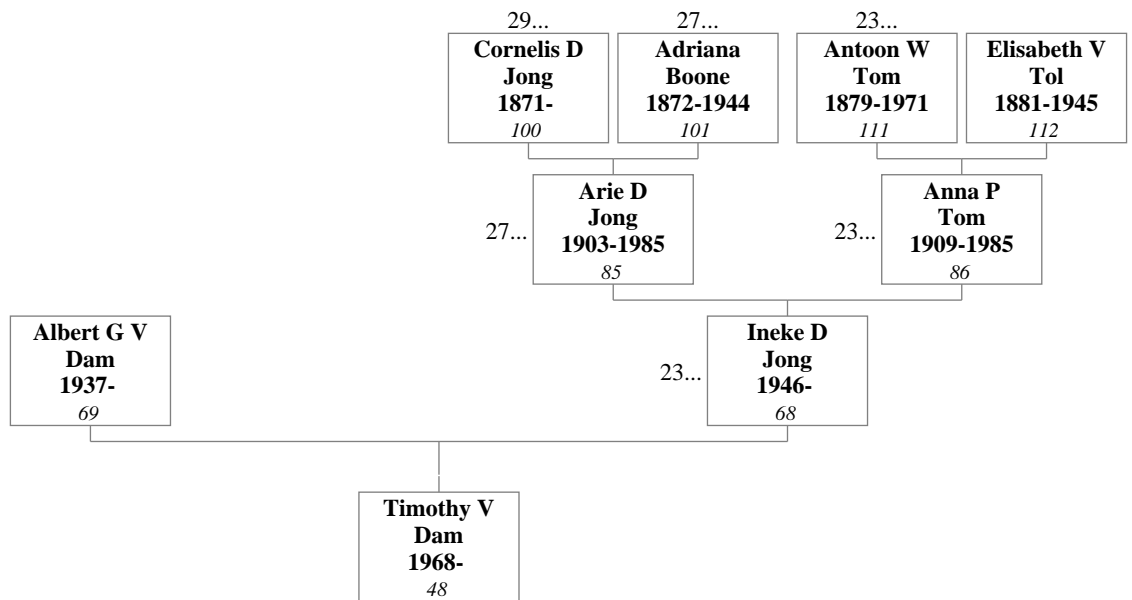 29...
27...
23...
Cornelis D
Jong
1871-
100
Adriana
Boone
1872-1944
101
Antoon W
Tom
1879-1971
111
Elisabeth V
Tol
1881-1945
112
27...
Arie D
Jong
1903-1985
85
23...
Anna P
Tom
1909-1985
86
Albert G V
Dam
1937-
69
23...
Ineke D
Jong
1946-
68
Timothy V
Dam
1968-
48